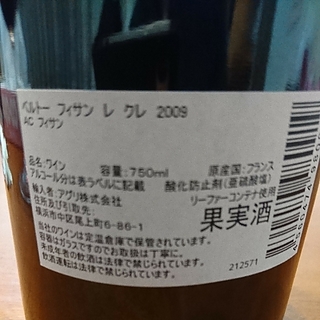 ベルトー フィサン レ クレ 2009
AC フィサン
品名:ワイン 容量:750ml 原産国:フランス
アルコール分は表ラベルに記載 酸化防止剤(亜硫酸塩)
輸入者:アグリ株式会社 リーファーコンテナ使用
住所及び引取先:
横浜市中区尾上町6-86-1
果実酒
当社のワインは定温倉庫で保管されています。
容器はガラスですのでお取扱は丁寧に。
未成年者の飲酒は法律で禁じられています。
飲酒運転は法律で禁じられています。
212571